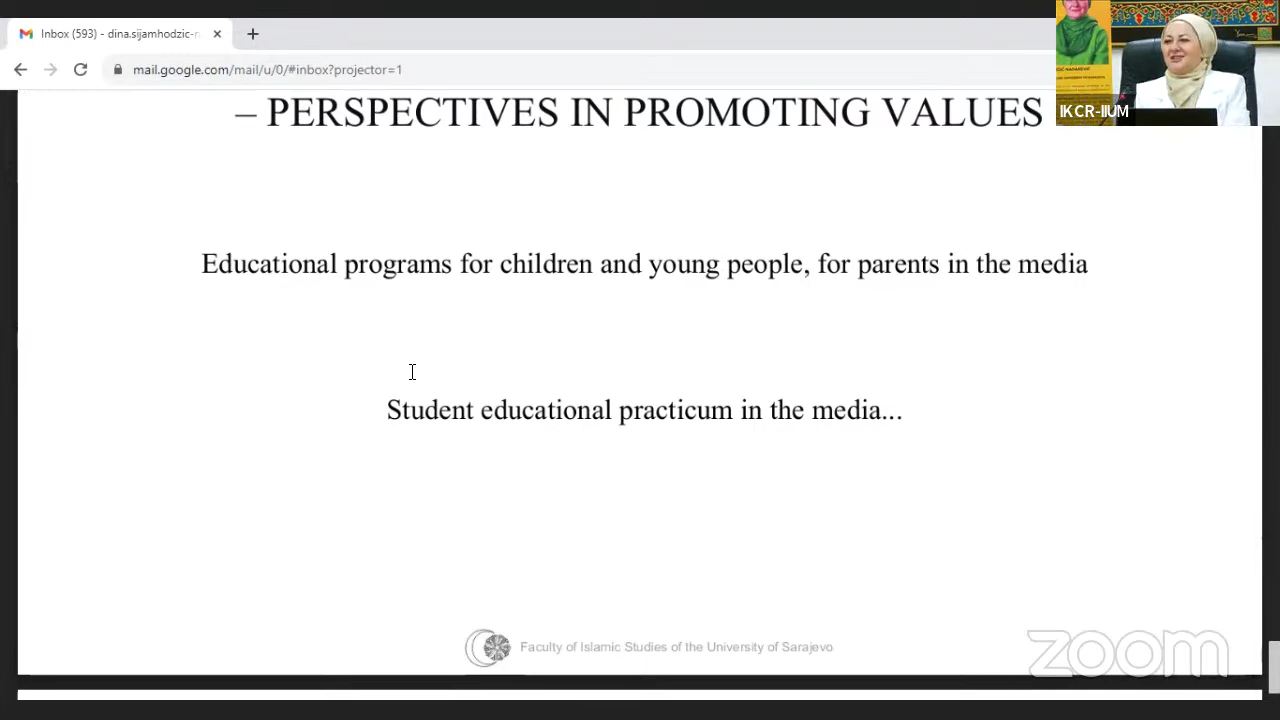 Inbox (593) - dina.sijamhodzic-n
mail.google.com/mail/u/0/#inbox?projector=1
IKCR-IIUM
– PERSPECTIVES IN PROMOTING VALUES
Educational programs for children and young people, for parents in the media
Student educational practicum in the media...
Faculty of Islamic Studies of the University of Sarajevo
zoom